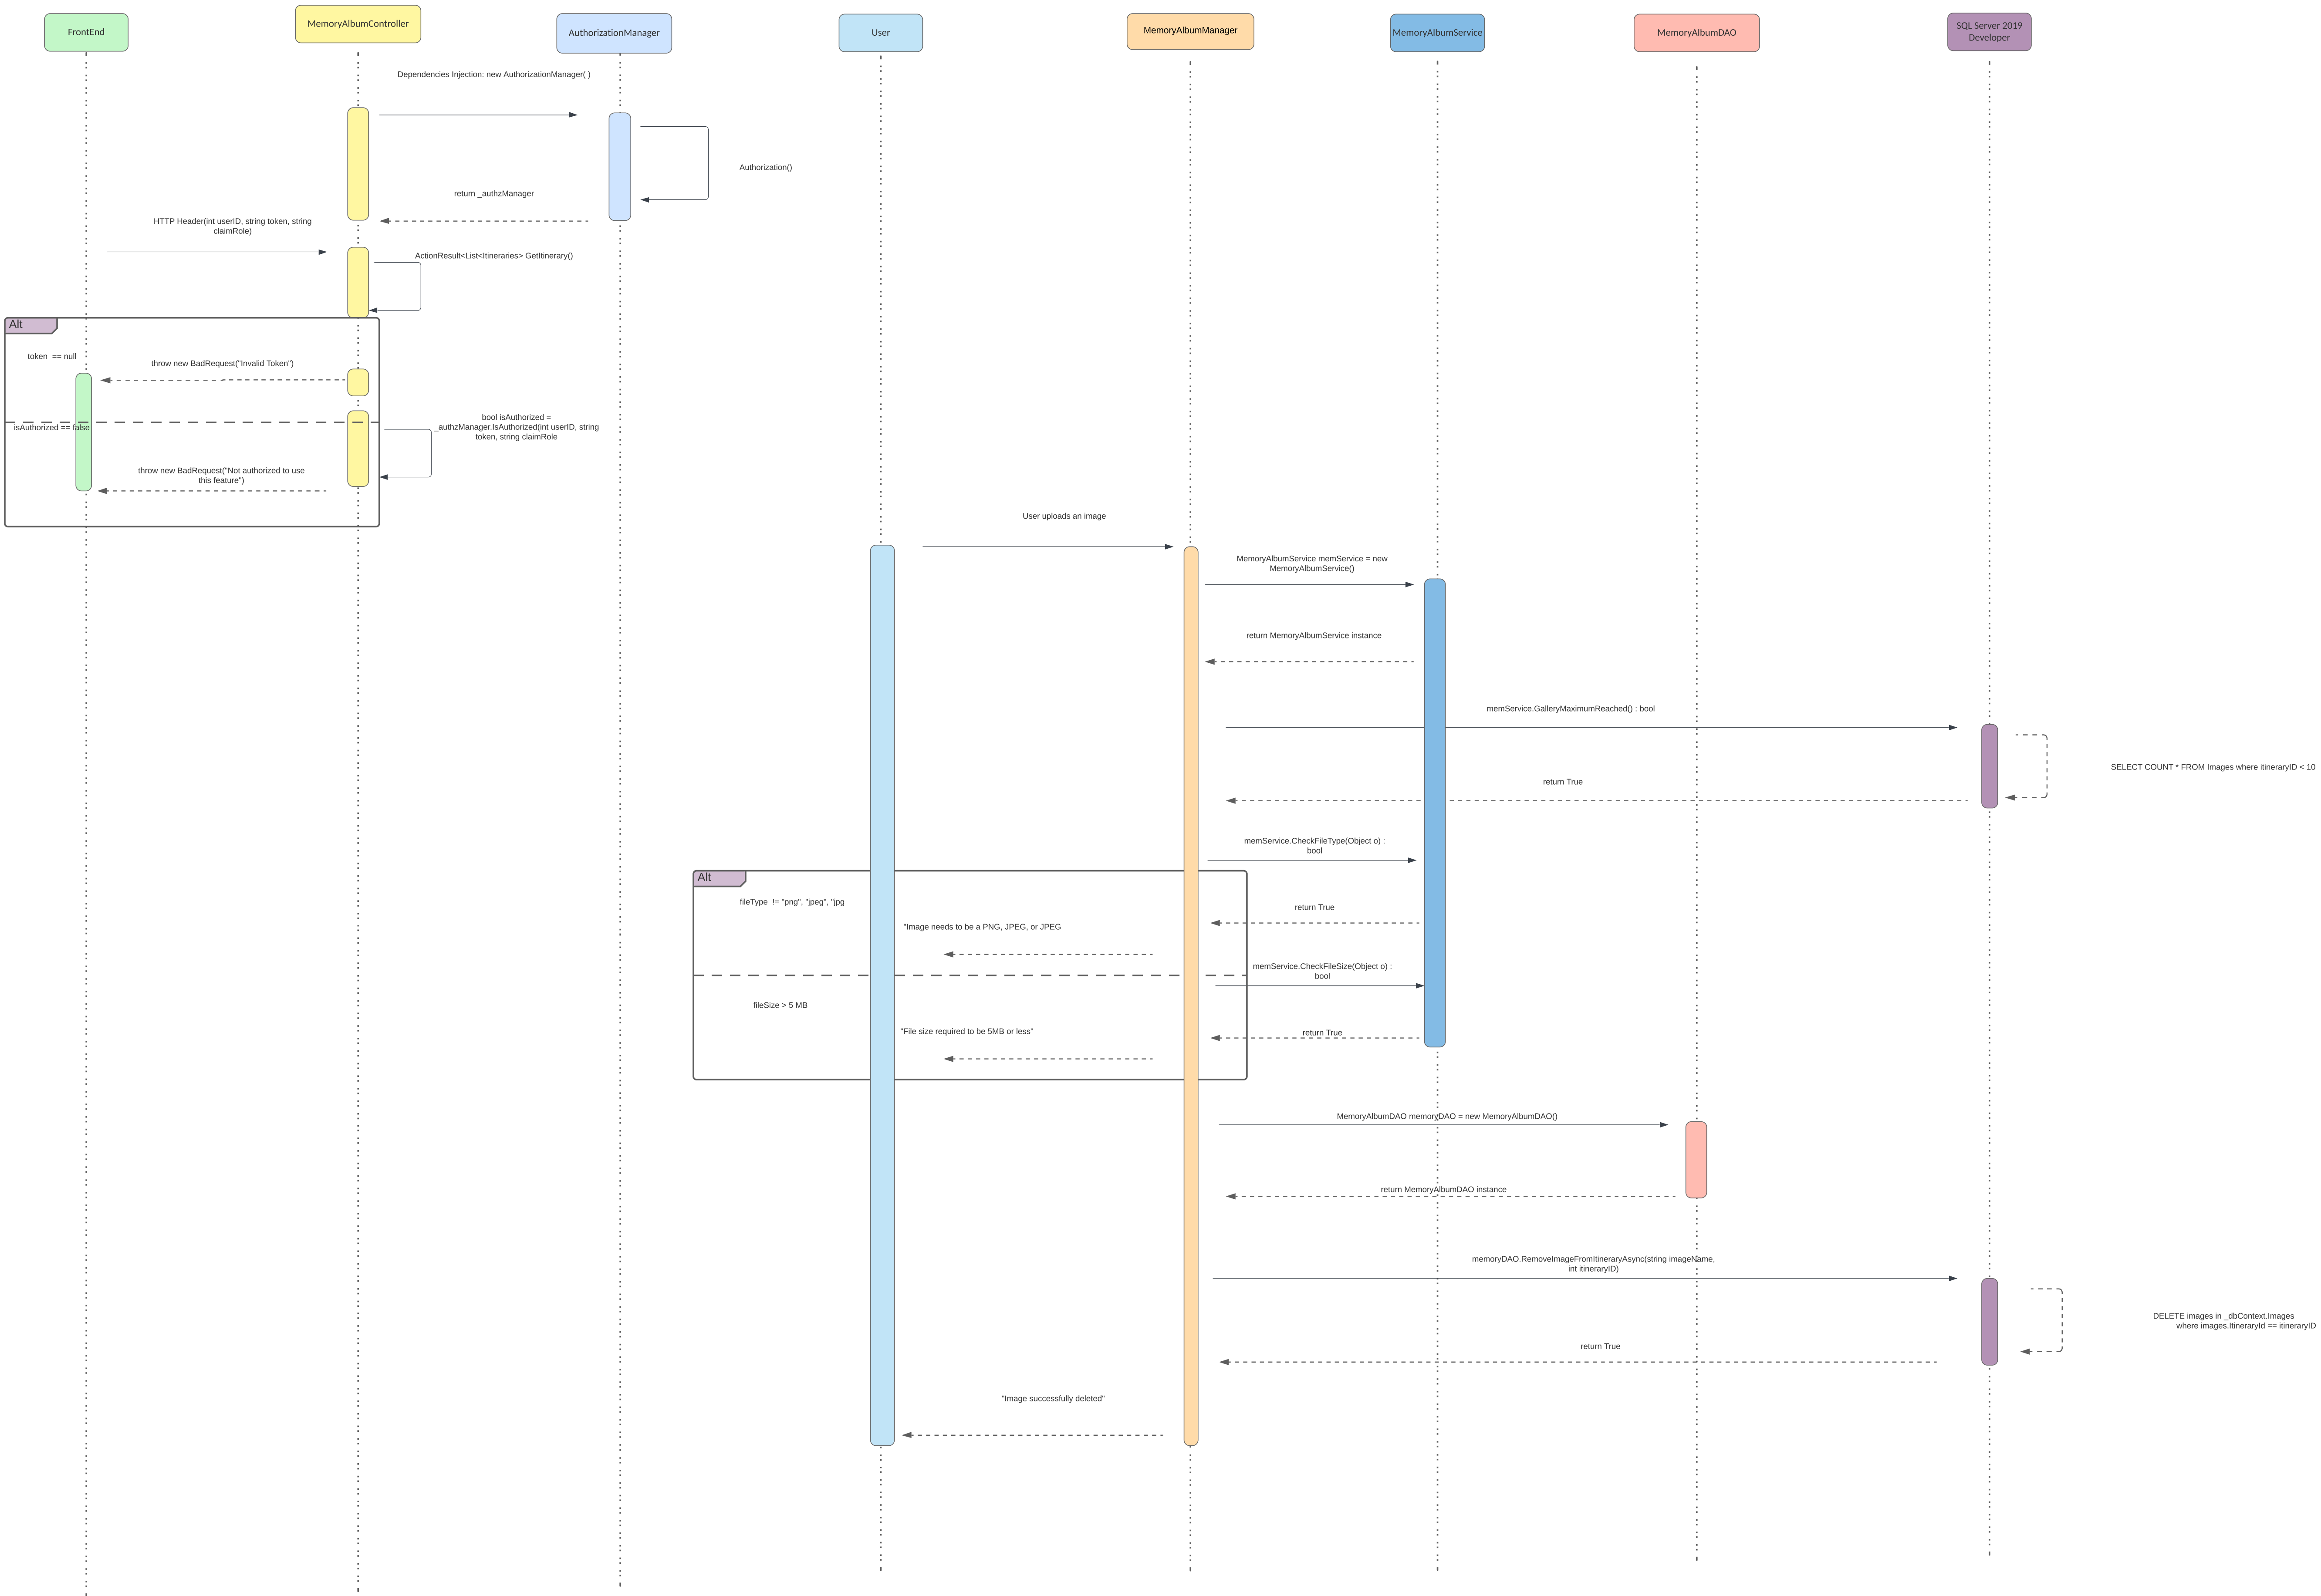 FrontEnd
MemoryAlbumController
AuthorizationManager
User
MemoryAlbumManager
MemoryAlbumService
MemoryAlbumDAO
SQL Server 2019
Developer
Dependencies Injection: new AuthorizationManager( )
Authorization()
return _authzManager
HTTP Header(int userID, string token, string
claimRole)
ActionResult<List<Itineraries> GetItinerary()
Alt
token  == null
throw new BadRequest("Invalid Token")
bool isAuthorized =
_authzManager.IsAuthorized(int userID, string
token, string claimRole
isAuthorized == false
throw new BadRequest("Not authorized to use
this feature")
User uploads an image
MemoryAlbumService memService = new
MemoryAlbumService()
return MemoryAlbumService instance
memService.GalleryMaximumReached() : bool
SELECT COUNT * FROM Images where itineraryID < 10
return True
memService.CheckFileType(Object o) :
bool
Alt
fileType  != "png", "jpeg", "jpg
return True
"Image needs to be a PNG, JPEG, or JPEG
memService.CheckFileSize(Object o) :
bool
fileSize > 5 MB
"File size required to be 5MB or less"
return True
MemoryAlbumDAO memoryDAO = new MemoryAlbumDAO()
return MemoryAlbumDAO instance
memoryDAO.RemoveImageFromItineraryAsync(string imageName,
int itineraryID)
DELETE images in _dbContext.Images
where images.ItineraryId == itineraryID
return True
"Image successfully deleted"